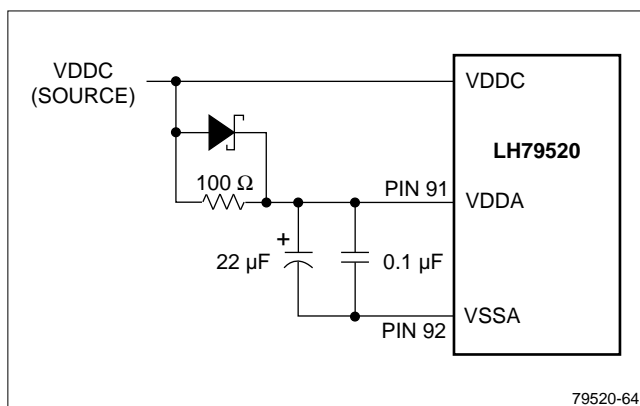 VDDC
(SOURCE)
VDDC
LH79520
100 Ω
PIN 91
VDDA
+
22 µF
0.1 µF
VSSA
PIN 92
79520-64